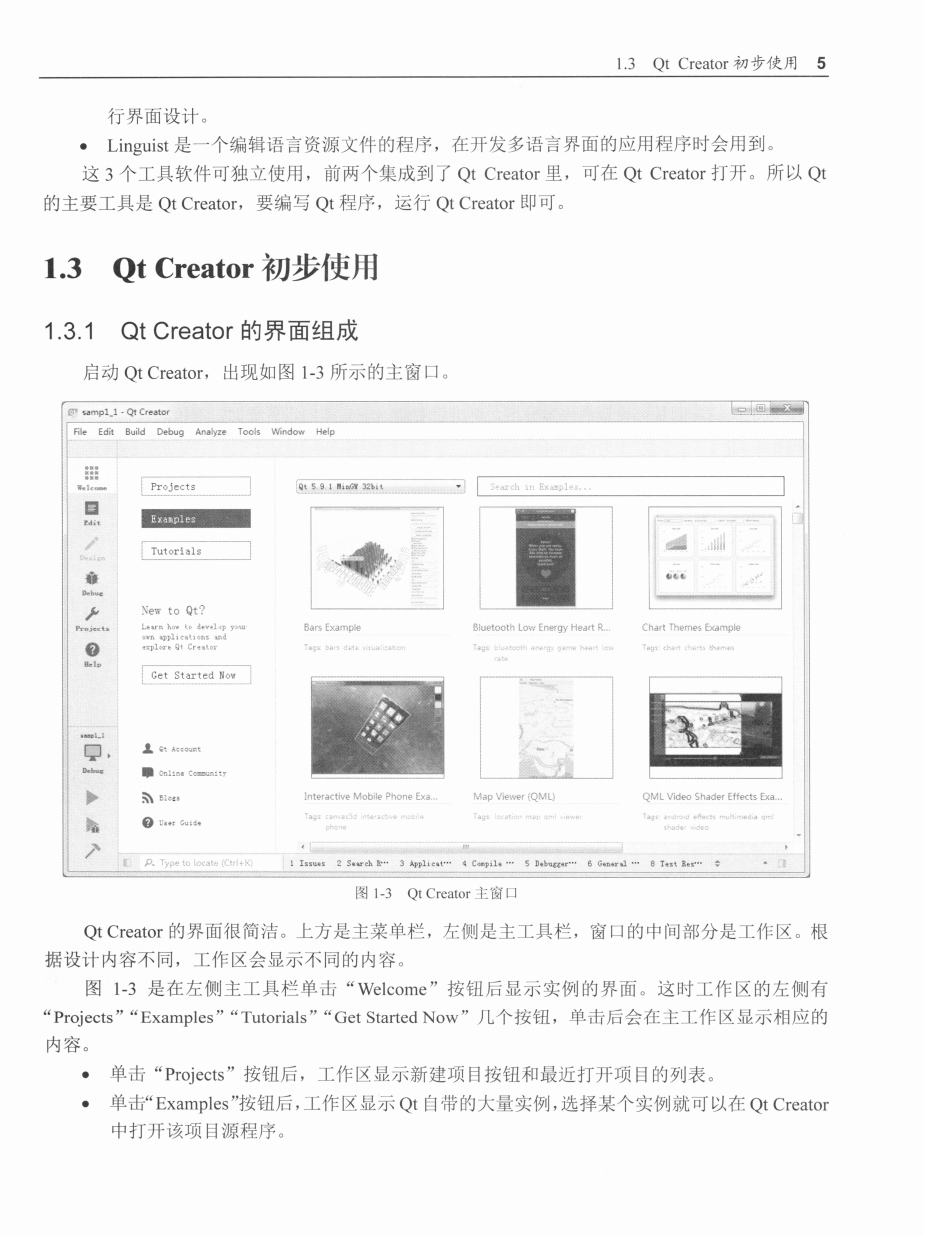 1.3 Qt Creator 初步使用 5
行界面设计。
● Linguist 是一个编辑语言资源文件的程序，在开发多语言界面的应用程序时会用到。
这 3 个工具软件可独立使用，前两个集成到了 Qt Creator 里，可在 Qt Creator 打开。所以 Qt
的主要工具是 Qt Creator，要编写 Qt 程序，运行 Qt Creator 即可。
1.3 Qt Creator 初步使用
1.3.1 Qt Creator 的界面组成
启动 Qt Creator，出现如图 1-3 所示的主窗口。
samp1_1 - Qt Creator
File Edit Build Debug Analyze Tools Window Help
Welcome
Edit
Design
Debug
Projects
Help
samp1_1
Debug
Projects
Examples
Tutorials
New to Qt?
Learn how to develop your
own applications and
explore Qt Creator
Get Started Now
Qt Account
Online Community
Blogs
User Guide
Qt 5.9.1 MinGW 32bit
Search in Examples...
Bars Example
Tags: bars data visualization
Bluetooth Low Energy Heart R...
Tags: bluetooth energy game heart low
rate
Chart Themes Example
Tags: chart charts themes
Interactive Mobile Phone Exa...
Tags: canvas3d interactive mobile
phone
Map Viewer (QML)
Tags: location map qml viewer
QML Video Shader Effects Exa...
Tags: android effects multimedia qml
shader video
Type to locate (Ctrl+K) 1 Issues 2 Search R··· 3 Applicat··· 4 Compile ··· 5 Debugger··· 6 General ··· 8 Test Res···
图 1-3 Qt Creator 主窗口
Qt Creator 的界面很简洁。上方是主菜单栏，左侧是主工具栏，窗口的中间部分是工作区。根
据设计内容不同，工作区会显示不同的内容。
图 1-3 是在左侧主工具栏单击“Welcome”按钮后显示实例的界面。这时工作区的左侧有
“Projects”“Examples”“Tutorials”“Get Started Now”几个按钮，单击后会在主工作区显示相应的
内容。
● 单击“Projects”按钮后，工作区显示新建项目按钮和最近打开项目的列表。
● 单击“Examples”按钮后，工作区显示 Qt 自带的大量实例，选择某个实例就可以在 Qt Creator
中打开该项目源程序。